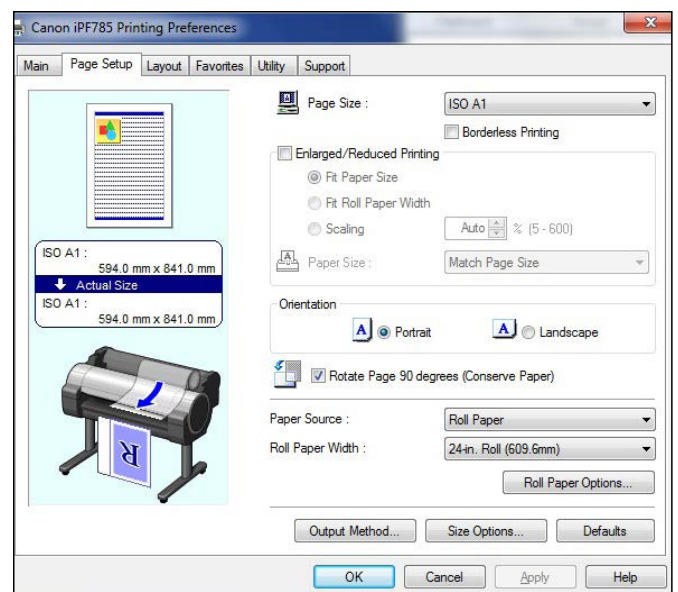 Canon iPF785 Printing Preferences
Main Page Setup Layout Favorites Utility Support
Page Size : ISO A1
Borderless Printing
Enlarged/Reduced Printing
Fit Paper Size
Fit Roll Paper Width
Scaling Auto % (5 - 600)
Paper Size : Match Page Size
ISO A1 :
594.0 mm x 841.0 mm
Actual Size
ISO A1 :
594.0 mm x 841.0 mm
Orientation
A Portrait A Landscape
Rotate Page 90 degrees (Conserve Paper)
Paper Source : Roll Paper
Roll Paper Width : 24-in. Roll (609.6mm)
R
Roll Paper Options...
Output Method... Size Options... Defaults
OK Cancel Apply Help